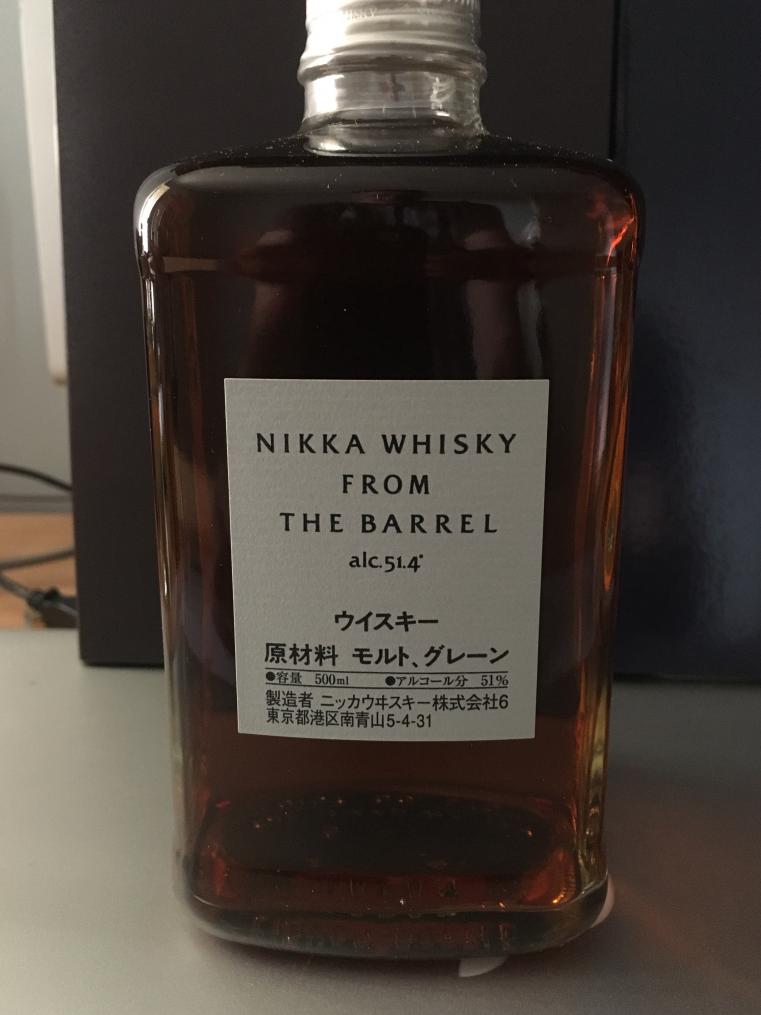 WHISKY
NIKKA WHISKY
FROM
THE BARREL
alc.51.4°
ウイスキー
原材料 モルト、グレーン
●容量 500ml ●アルコール分 51%
製造者 ニッカウヰスキー株式会社6
東京都港区南青山5-4-31